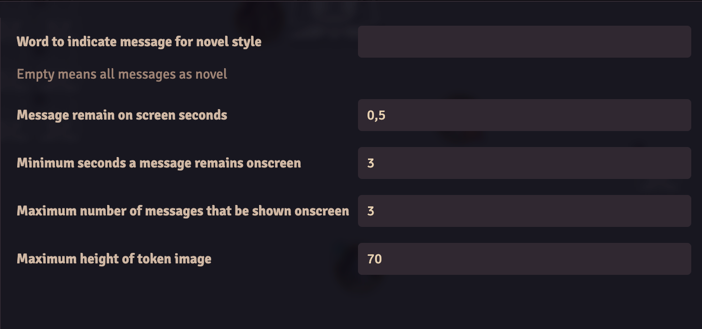 Word to indicate message for novel style
Empty means all messages as novel
Message remain on screen seconds 0,5
Minimum seconds a message remains onscreen 3
Maximum number of messages that be shown onscreen 3
Maximum height of token image 70